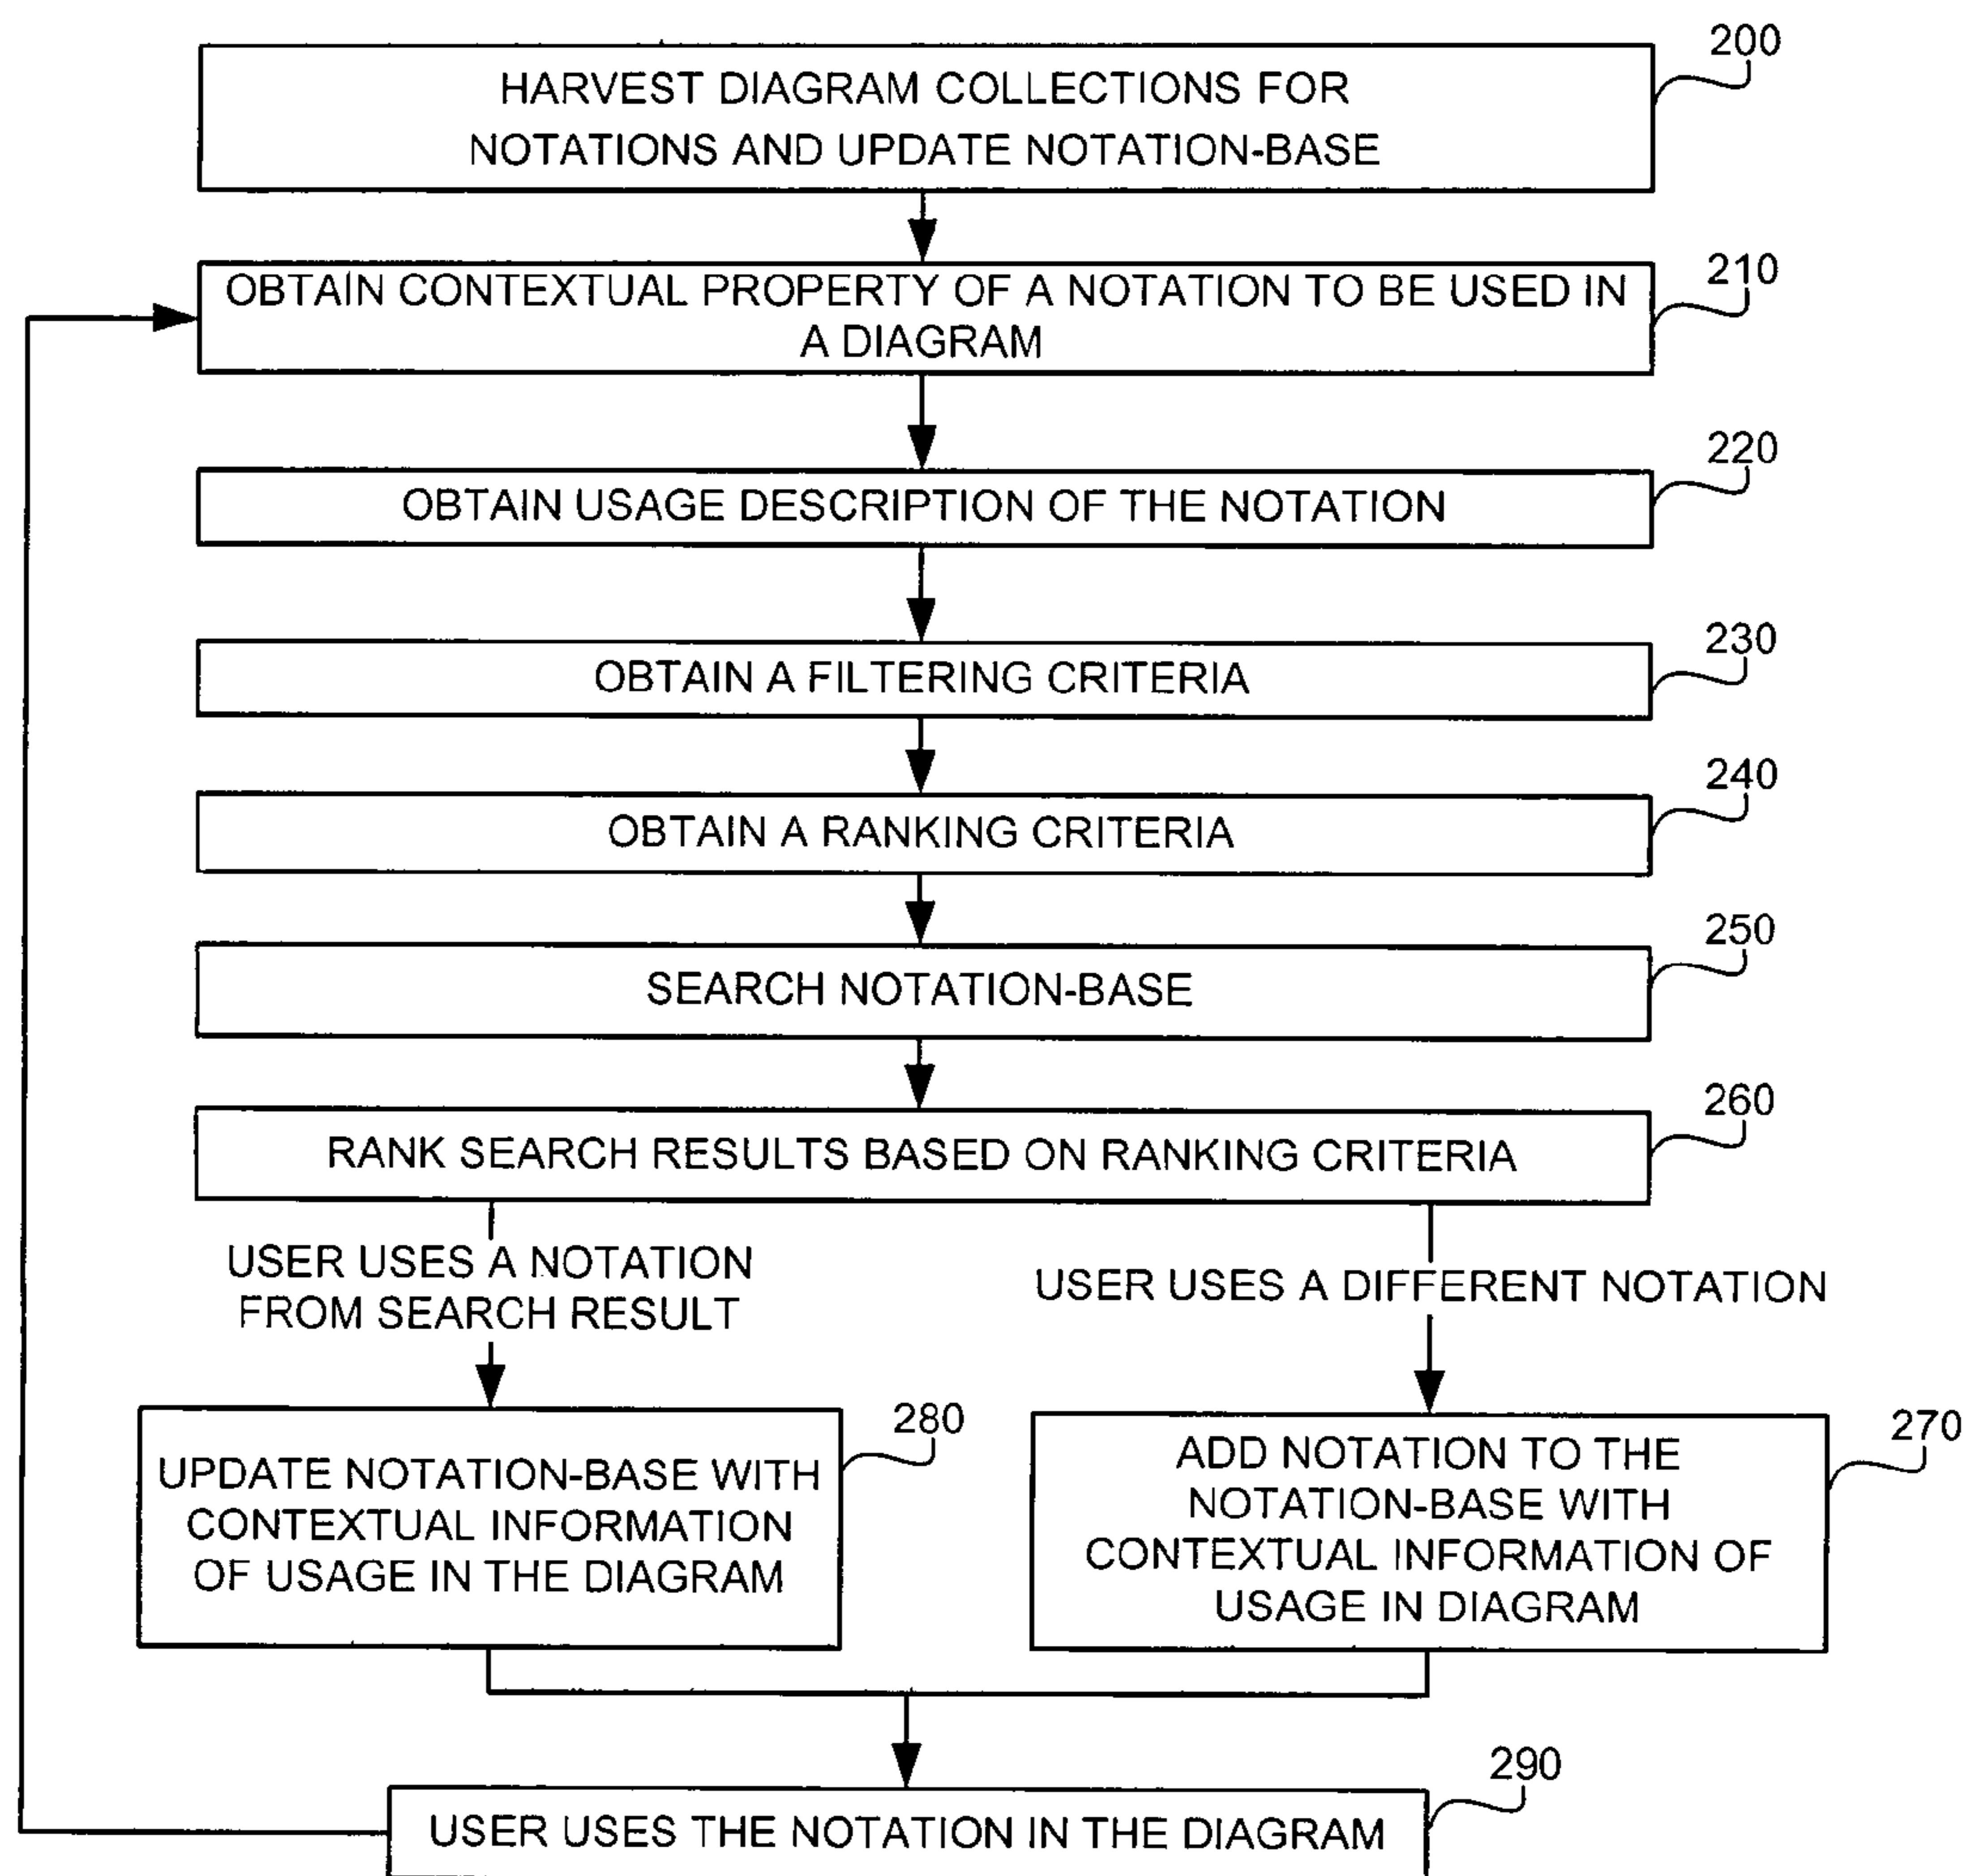 200
HARVEST DIAGRAM COLLECTIONS FOR
NOTATIONS AND UPDATE NOTATION-BASE
210
OBTAIN CONTEXTUAL PROPERTY OF A NOTATION TO BE USED IN
A DIAGRAM
220
OBTAIN USAGE DESCRIPTION OF THE NOTATION
230
OBTAIN A FILTERING CRITERIA
240
OBTAIN A RANKING CRITERIA
250
SEARCH NOTATION-BASE
260
RANK SEARCH RESULTS BASED ON RANKING CRITERIA
USER USES A NOTATION
FROM SEARCH RESULT
USER USES A DIFFERENT NOTATION
280
UPDATE NOTATION-BASE WITH
CONTEXTUAL INFORMATION
OF USAGE IN THE DIAGRAM
270
ADD NOTATION TO THE
NOTATION-BASE WITH
CONTEXTUAL INFORMATION OF
USAGE IN DIAGRAM
290
USER USES THE NOTATION IN THE DIAGRAM